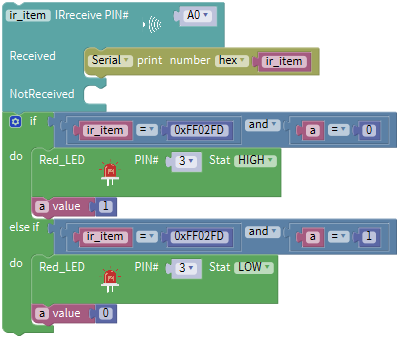 ir_item IRreceive PIN# A0
Received Serial print number hex ir_item
NotReceived
if ir_item = 0xFF02FD and a = 0
do Red_LED PIN# 3 Stat HIGH
a value 1
else if ir_item = 0xFF02FD and a = 1
do Red_LED PIN# 3 Stat LOW
a value 0